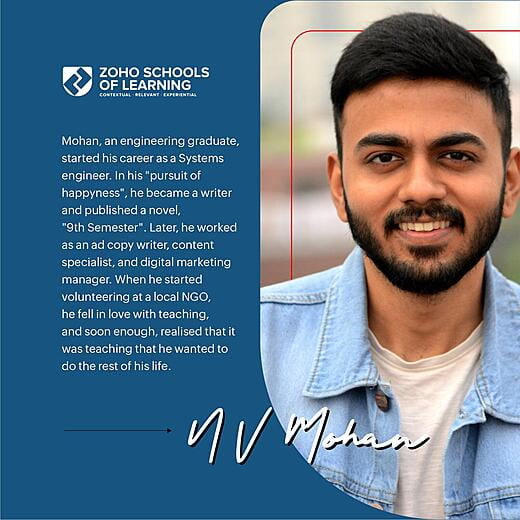 ZOHO SCHOOLS
OF LEARNING
CONTEXTUAL · RELEVANT · EXPERIENTIAL
Mohan, an engineering graduate,
started his career as a Systems
engineer. In his "pursuit of
happyness", he became a writer
and published a novel,
"9th Semester". Later, he worked
as an ad copy writer, content
specialist, and digital marketing
manager. When he started
volunteering at a local NGO,
he fell in love with teaching,
and soon enough, realised that it
was teaching that he wanted to
do the rest of his life.
N V Mohan